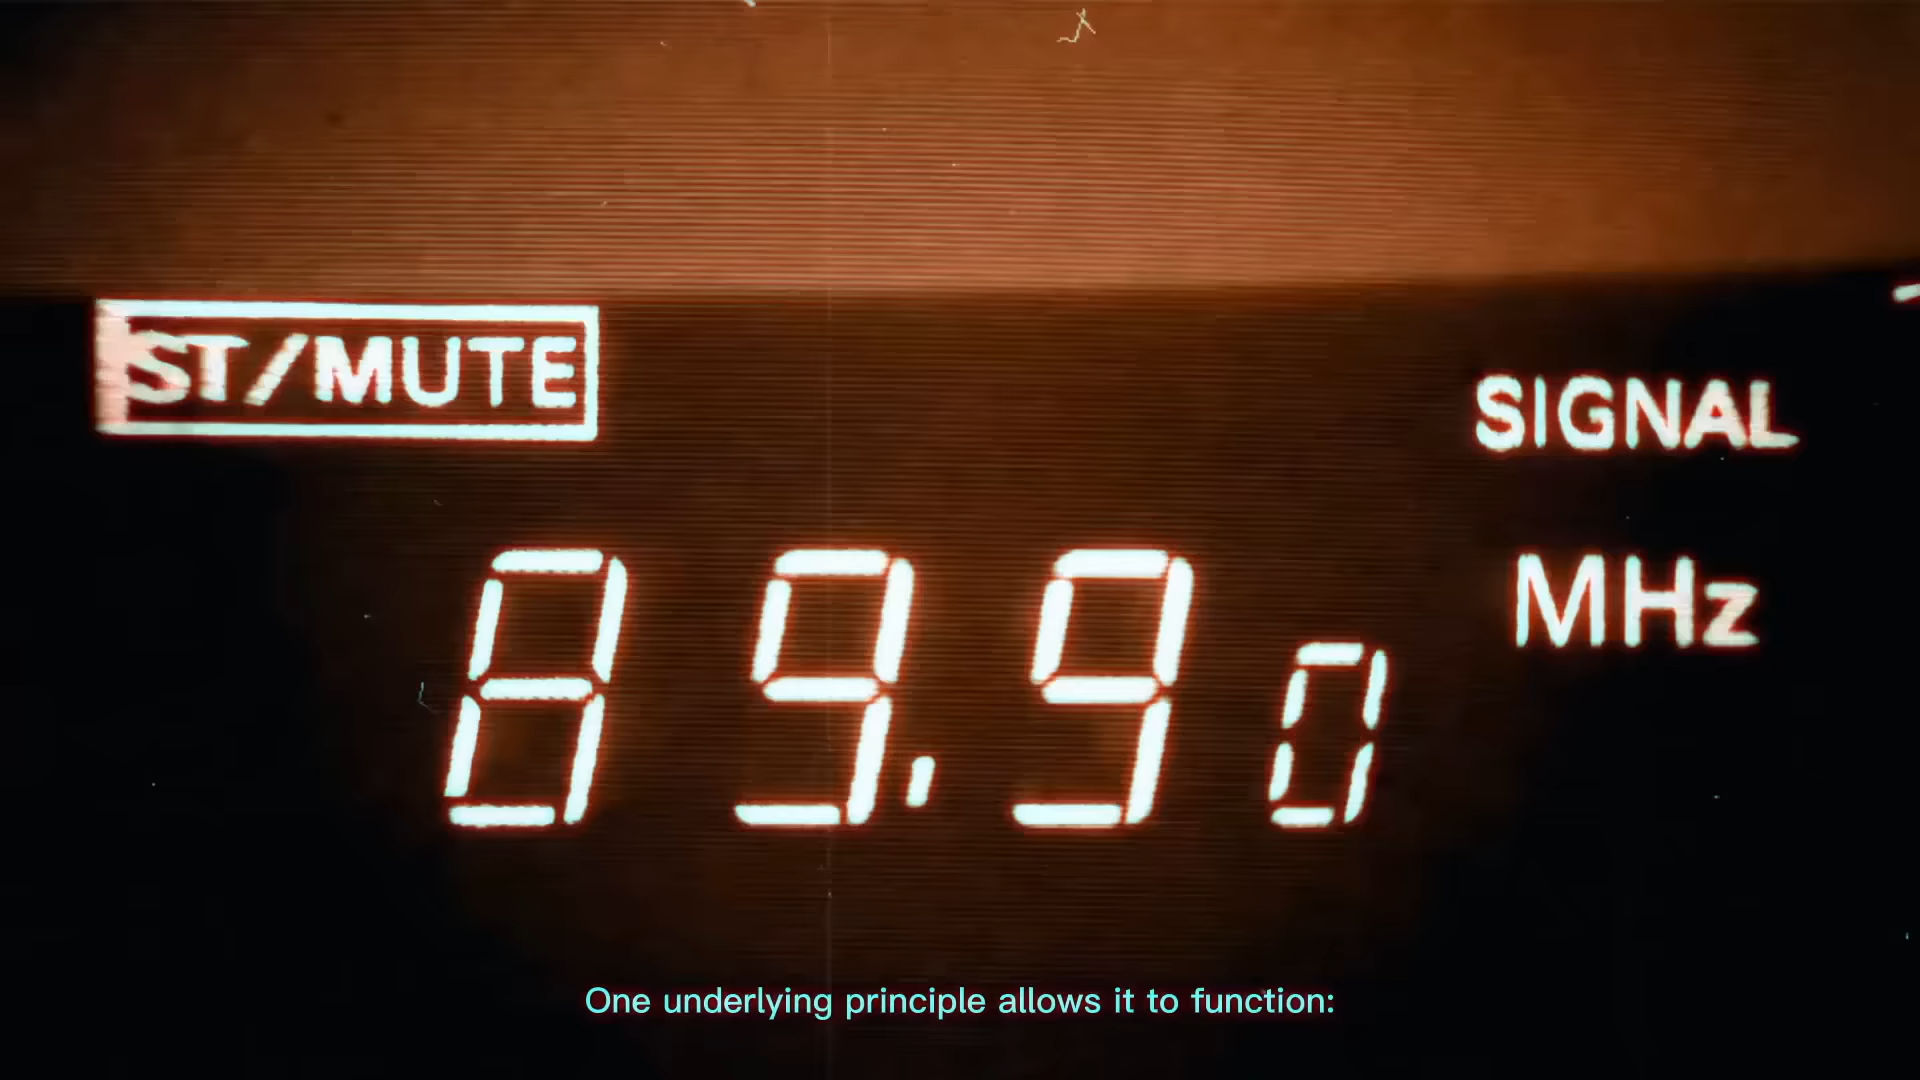 ST/MUTE
SIGNAL
MHz
89.90
One underlying principle allows it to function: